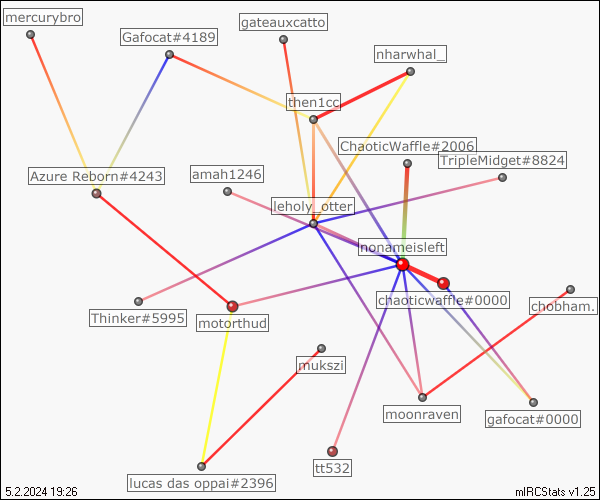 mercurybro
gateauxcatto
Gafocat#4189
nharwhal_
then1cc
ChaoticWaffle#2006
TripleMidget#8824
Azure Reborn#4243
amah1246
leholy_otter
nonameisleft
chaoticwaffle#0000
chobham.
Thinker#5995
motorthud
mukszi
moonraven
gafocat#0000
tt532
lucas das oppai#2396
5.2.2024 19:26
mIRCStats v1.25